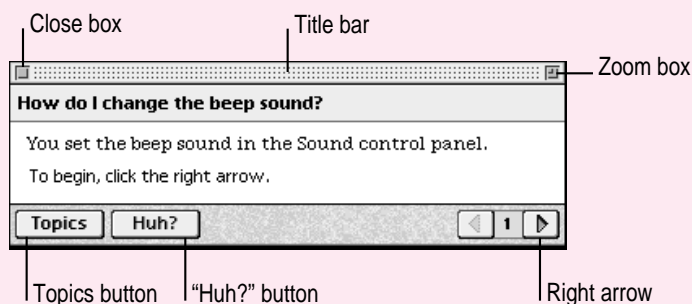 Close box
Title bar
Zoom box
How do I change the beep sound?
You set the beep sound in the Sound control panel.
To begin, click the right arrow.
Topics
Huh?
1
Topics button
“Huh?” button
Right arrow